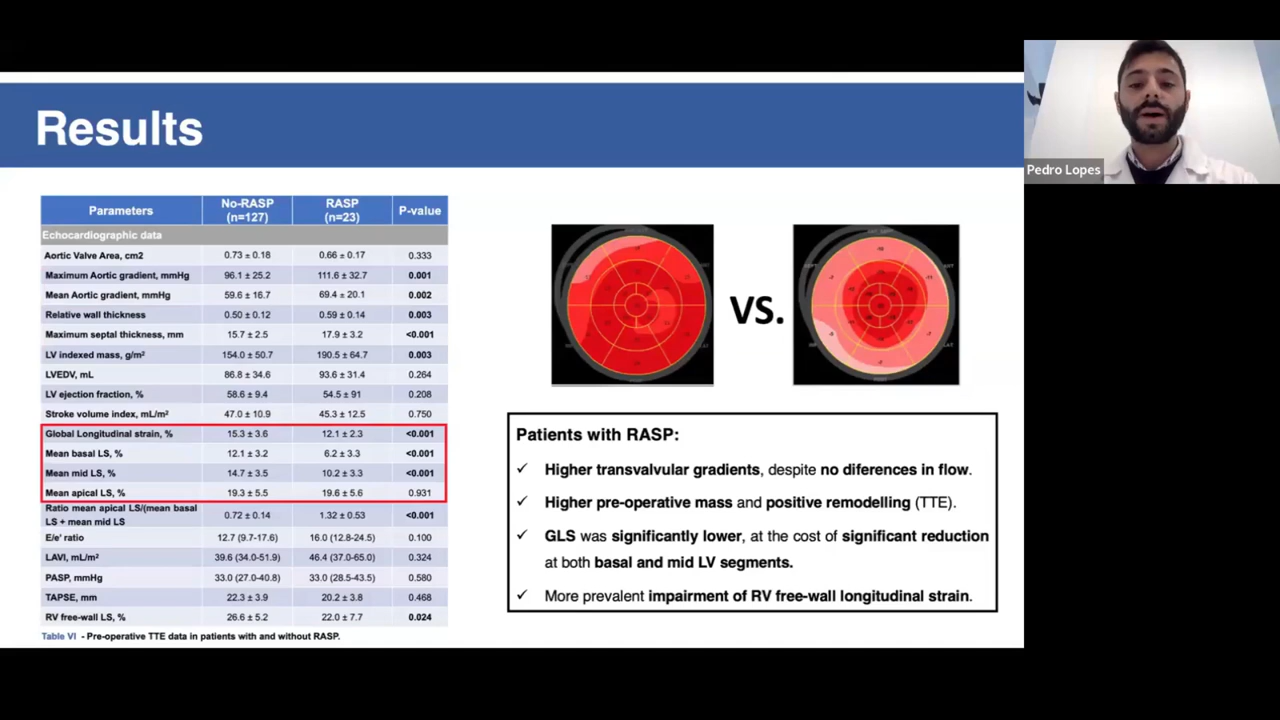 Results
Pedro Lopes
Parameters No-RASP (n=127) RASP (n=23) P-value
Echocardiographic data
Aortic Valve Area, cm2 0.73 ± 0.18 0.66 ± 0.17 0.333
Maximum Aortic gradient, mmHg 96.1 ± 25.2 111.6 ± 32.7 0.001
Mean Aortic gradient, mmHg 59.6 ± 16.7 69.4 ± 20.1 0.002
Relative wall thickness 0.50 ± 0.12 0.59 ± 0.14 0.003
Maximum septal thickness, mm 15.7 ± 2.5 17.9 ± 3.2 <0.001
LV indexed mass, g/m² 154.0 ± 50.7 190.5 ± 64.7 0.003
LVEDV, mL 86.8 ± 34.6 93.6 ± 31.4 0.264
LV ejection fraction, % 58.6 ± 9.4 54.5 ± 91 0.208
Stroke volume index, mL/m² 47.0 ± 10.9 45.3 ± 12.5 0.750
Global Longitudinal strain, % 15.3 ± 3.6 12.1 ± 2.3 <0.001
Mean basal LS, % 12.1 ± 3.2 6.2 ± 3.3 <0.001
Mean mid LS, % 14.7 ± 3.5 10.2 ± 3.3 <0.001
Mean apical LS, % 19.3 ± 5.5 19.6 ± 5.6 0.931
Ratio mean apical LS/(mean basal
LS + mean mid LS 0.72 ± 0.14 1.32 ± 0.53 <0.001
E/e' ratio 12.7 (9.7-17.6) 16.0 (12.8-24.5) 0.100
LAVI, mL/m² 39.6 (34.0-51.9) 46.4 (37.0-65.0) 0.324
PASP, mmHg 33.0 (27.0-40.8) 33.0 (28.5-43.5) 0.580
TAPSE, mm 22.3 ± 3.9 20.2 ± 3.8 0.468
RV free-wall LS, % 26.6 ± 5.2 22.0 ± 7.7 0.024
Table VI - Pre-operative TTE data in patients with and without RASP.
VS.
Patients with RASP:
✓ Higher transvalvular gradients, despite no diferences in flow.
✓ Higher pre-operative mass and positive remodelling (TTE).
✓ GLS was significantly lower, at the cost of significant reduction
at both basal and mid LV segments.
✓ More prevalent impairment of RV free-wall longitudinal strain.